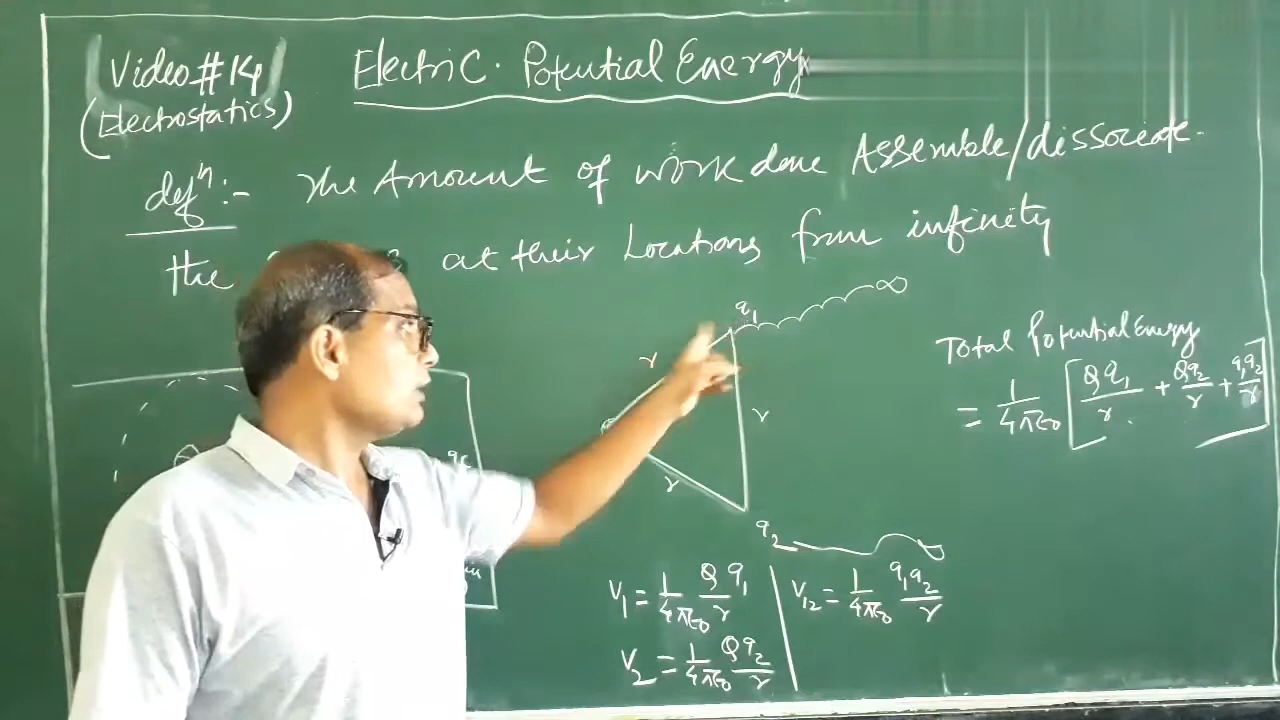 Video#14
(Electrostatics)
Electric. Potential Energy
defⁿ:- The Amount of work done Assemble/dissociate
the at their Locations from infinity
q₁ ∞
r
r
r
q₂
Total Potential Energy
= 1/4πϵ₀ [Qq₁/r + Qq₂/r + q₁q₂/r]
V₁ = 1/4πϵ₀ Qq₁/r
V₂ = 1/4πϵ₀ Qq₂/r
V₁₂ = 1/4πϵ₀ q₁q₂/r